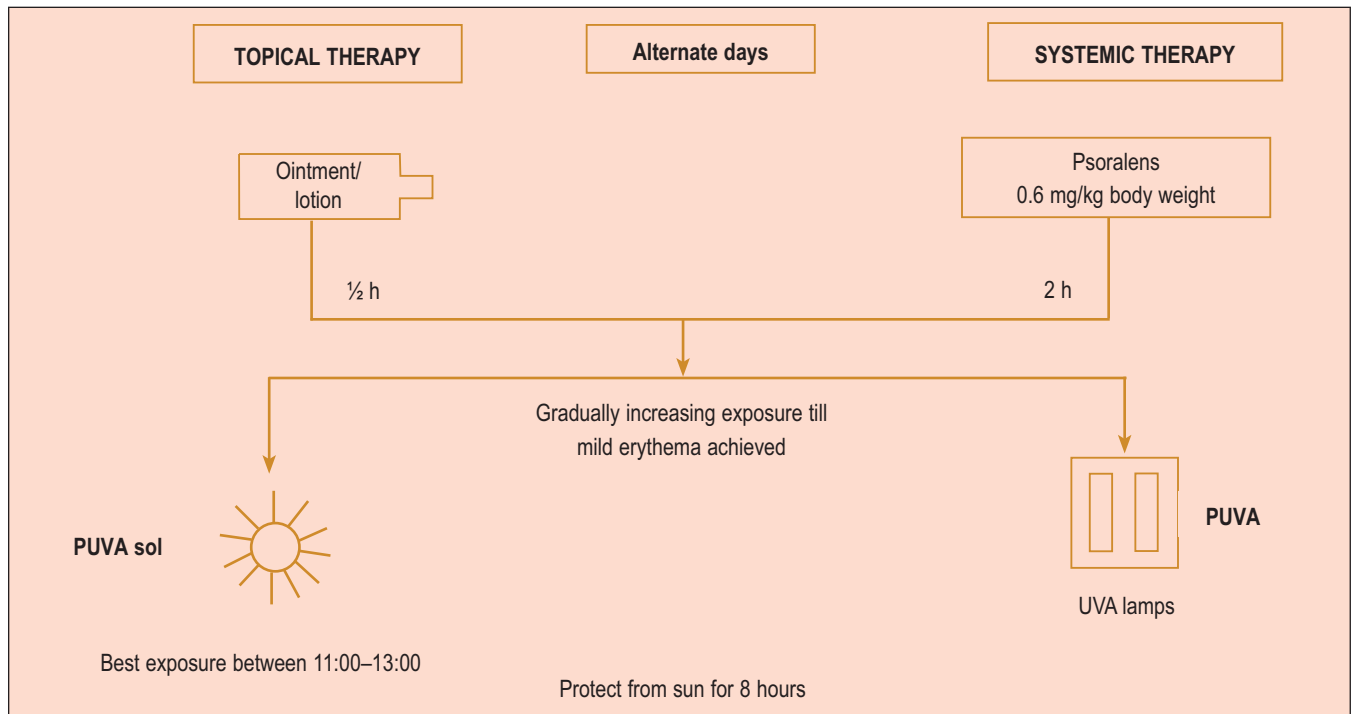 TOPICAL THERAPY
Alternate days
SYSTEMIC THERAPY
Ointment/
lotion
Psoralens
0.6 mg/kg body weight
½ h
2 h
Gradually increasing exposure till
mild erythema achieved
PUVA sol
PUVA
UVA lamps
Best exposure between 11:00–13:00
Protect from sun for 8 hours